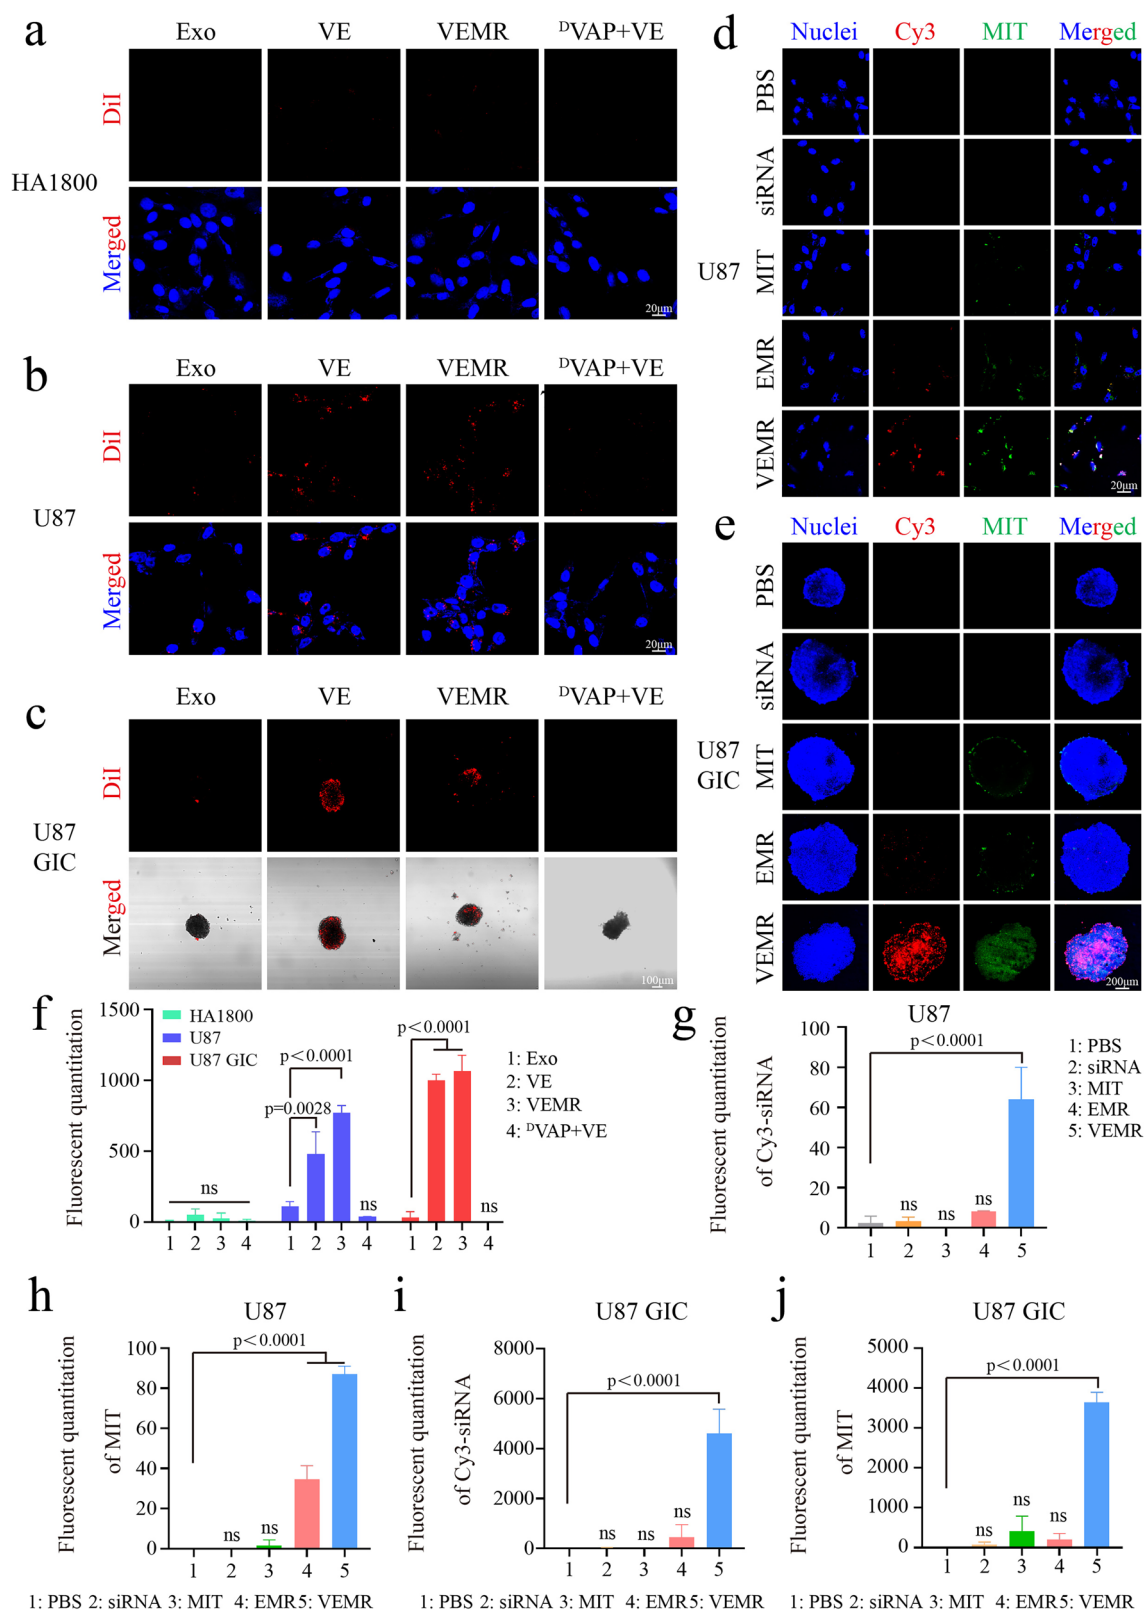 a
Exo VE VEMR ᴰVAP+VE
DiI
HA1800
Merged
20μm
b
Exo VE VEMR ᴰVAP+VE
DiI
U87
Merged
20μm
c
Exo VE VEMR ᴰVAP+VE
DiI
U87
GIC
Merged
100μm
d
Nuclei Cy3 MIT Merged
PBS
siRNA
U87
MIT
EMR
VEMR
20μm
e
Nuclei Cy3 MIT Merged
PBS
siRNA
U87
GIC
MIT
EMR
VEMR
200μm
f
Fluorescent quantitation
1500
1000
500
0
HA1800
U87
U87 GIC
ns
p=0.0028
p<0.0001
ns
p<0.0001
ns
1 2 3 4 1 2 3 4 1 2 3 4
1: Exo
2: VE
3: VEMR
4: ᴰVAP+VE
g
U87
Fluorescent quantitation
of Cy3-siRNA
100
80
60
40
20
0
p<0.0001
ns ns ns
1 2 3 4 5
1: PBS
2: siRNA
3: MIT
4: EMR
5: VEMR
h
U87
Fluorescent quantitation
of MIT
100
80
60
40
20
0
p<0.0001
ns ns
1 2 3 4 5
1: PBS 2: siRNA 3: MIT 4: EMR5: VEMR
i
U87 GIC
Fluorescent quantitation
of Cy3-siRNA
8000
6000
4000
2000
0
p<0.0001
ns ns ns
1 2 3 4 5
1: PBS 2: siRNA 3: MIT 4: EMR5: VEMR
j
U87 GIC
Fluorescent quantitation
of MIT
5000
4000
3000
2000
1000
0
p<0.0001
ns ns ns
1 2 3 4 5
1: PBS 2: siRNA 3: MIT 4: EMR5: VEMR